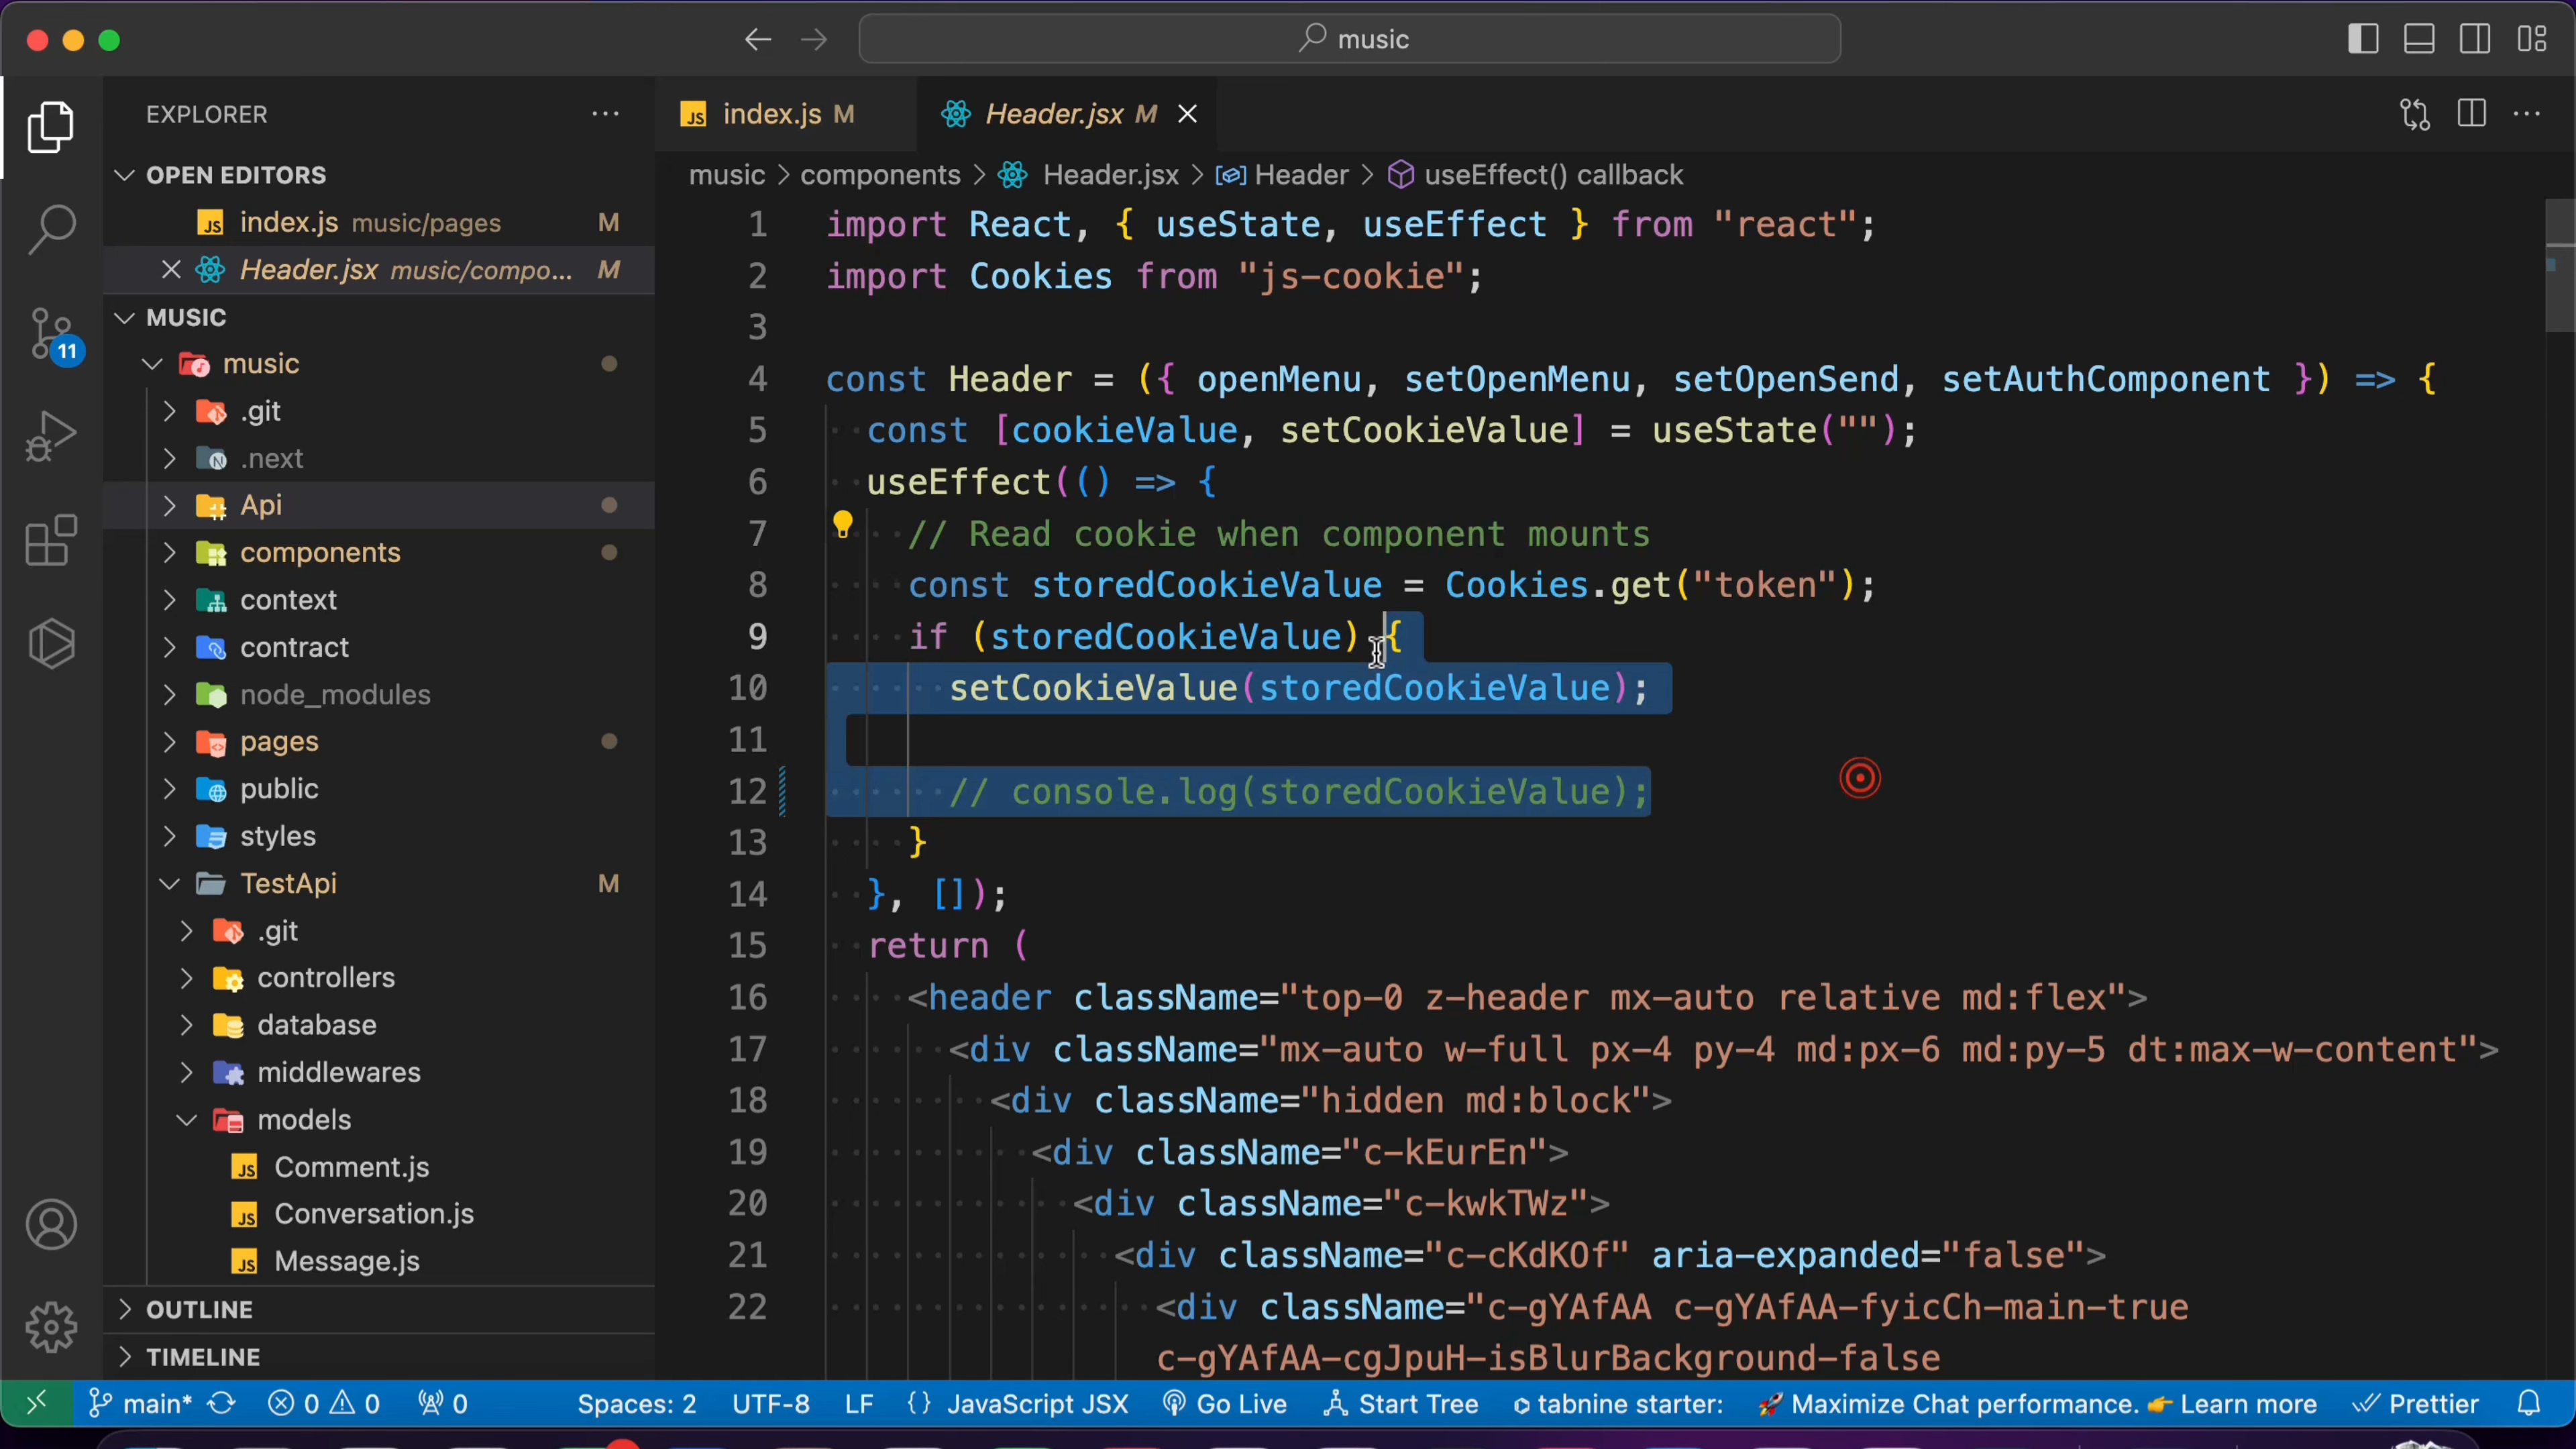 music
EXPLORER
index.js M
Header.jsx M
OPEN EDITORS
index.js music/pages M
Header.jsx music/compo... M
MUSIC
music
.git
.next
Api
components
context
contract
node_modules
pages
public
styles
TestApi M
.git
controllers
database
middlewares
models
Comment.js
Conversation.js
Message.js
OUTLINE
TIMELINE
11
music > components > Header.jsx > Header > useEffect() callback
1 import React, { useState, useEffect } from "react";
2 import Cookies from "js-cookie";
3
4 const Header = ({ openMenu, setOpenMenu, setOpenSend, setAuthComponent }) => {
5 const [cookieValue, setCookieValue] = useState("");
6 useEffect(() => {
7 // Read cookie when component mounts
8 const storedCookieValue = Cookies.get("token");
9 if (storedCookieValue) {
10 setCookieValue(storedCookieValue);
11
12 // console.log(storedCookieValue);
13 }
14 }, []);
15 return (
16 <header className="top-0 z-header mx-auto relative md:flex">
17 <div className="mx-auto w-full px-4 py-4 md:px-6 md:py-5 dt:max-w-content">
18 <div className="hidden md:block">
19 <div className="c-kEurEn">
20 <div className="c-kwkTWz">
21 <div className="c-cKdKOf" aria-expanded="false">
22 <div className="c-gYAfAA c-gYAfAA-fyicCh-main-true
c-gYAfAA-cgJpuH-isBlurBackground-false
main* 0 0 0 Spaces: 2 UTF-8 LF {} JavaScript JSX Go Live Start Tree tabnine starter: 🚀 Maximize Chat performance. 👉 Learn more Prettier